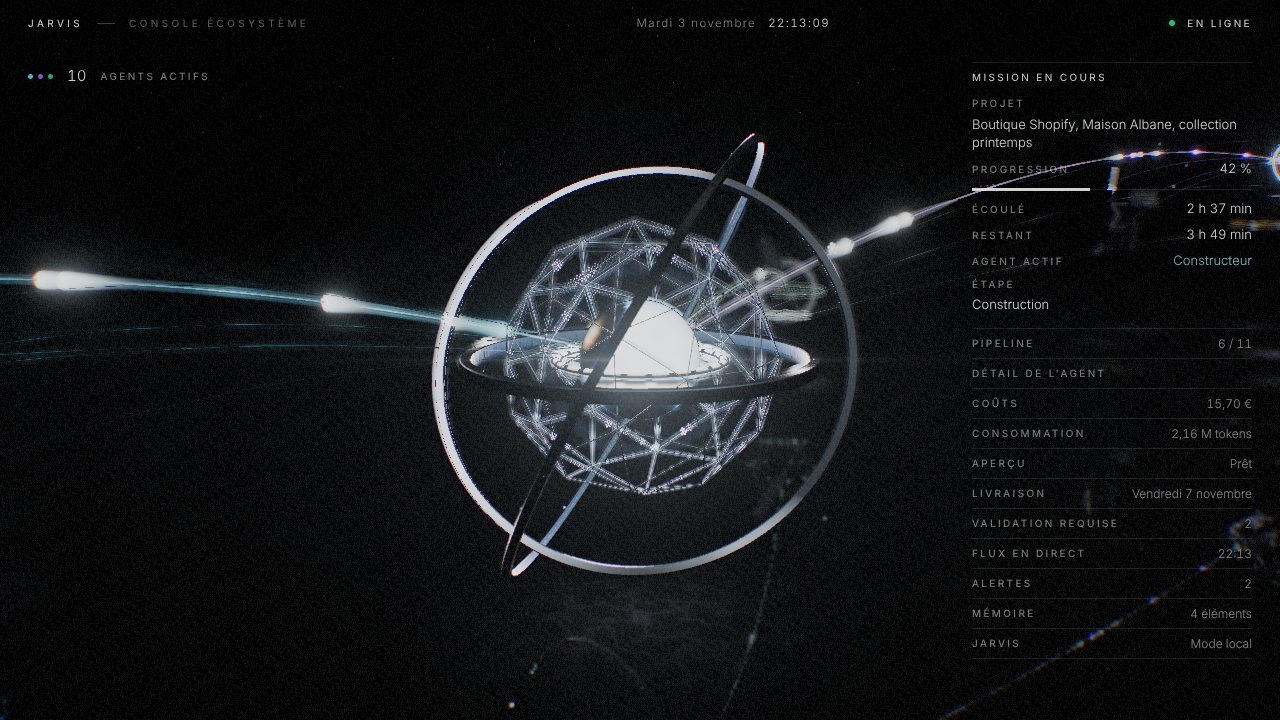 JARVIS — CONSOLE ÉCOSYSTÈME
Mardi 3 novembre 22:13:09
EN LIGNE
10 AGENTS ACTIFS
MISSION EN COURS
PROJET
Boutique Shopify, Maison Albane, collection
printemps
PROGRESSION 42 %
ÉCOULÉ 2 h 37 min
RESTANT 3 h 49 min
AGENT ACTIF Constructeur
ÉTAPE
Construction
PIPELINE 6 / 11
DÉTAIL DE L'AGENT
COÛTS 15,70 €
CONSOMMATION 2,16 M tokens
APERÇU Prêt
LIVRAISON Vendredi 7 novembre
VALIDATION REQUISE 2
FLUX EN DIRECT 22:13
ALERTES 2
MÉMOIRE 4 éléments
JARVIS Mode local